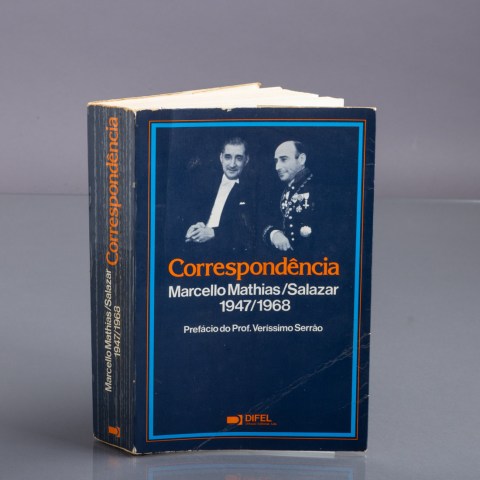 Correspondência
Marcello Mathias/Salazar
1947/1968
Prefácio do Prof. Veríssimo Serrão
DIFEL
Correspondência
Marcello Mathias/Salazar
1947/1968